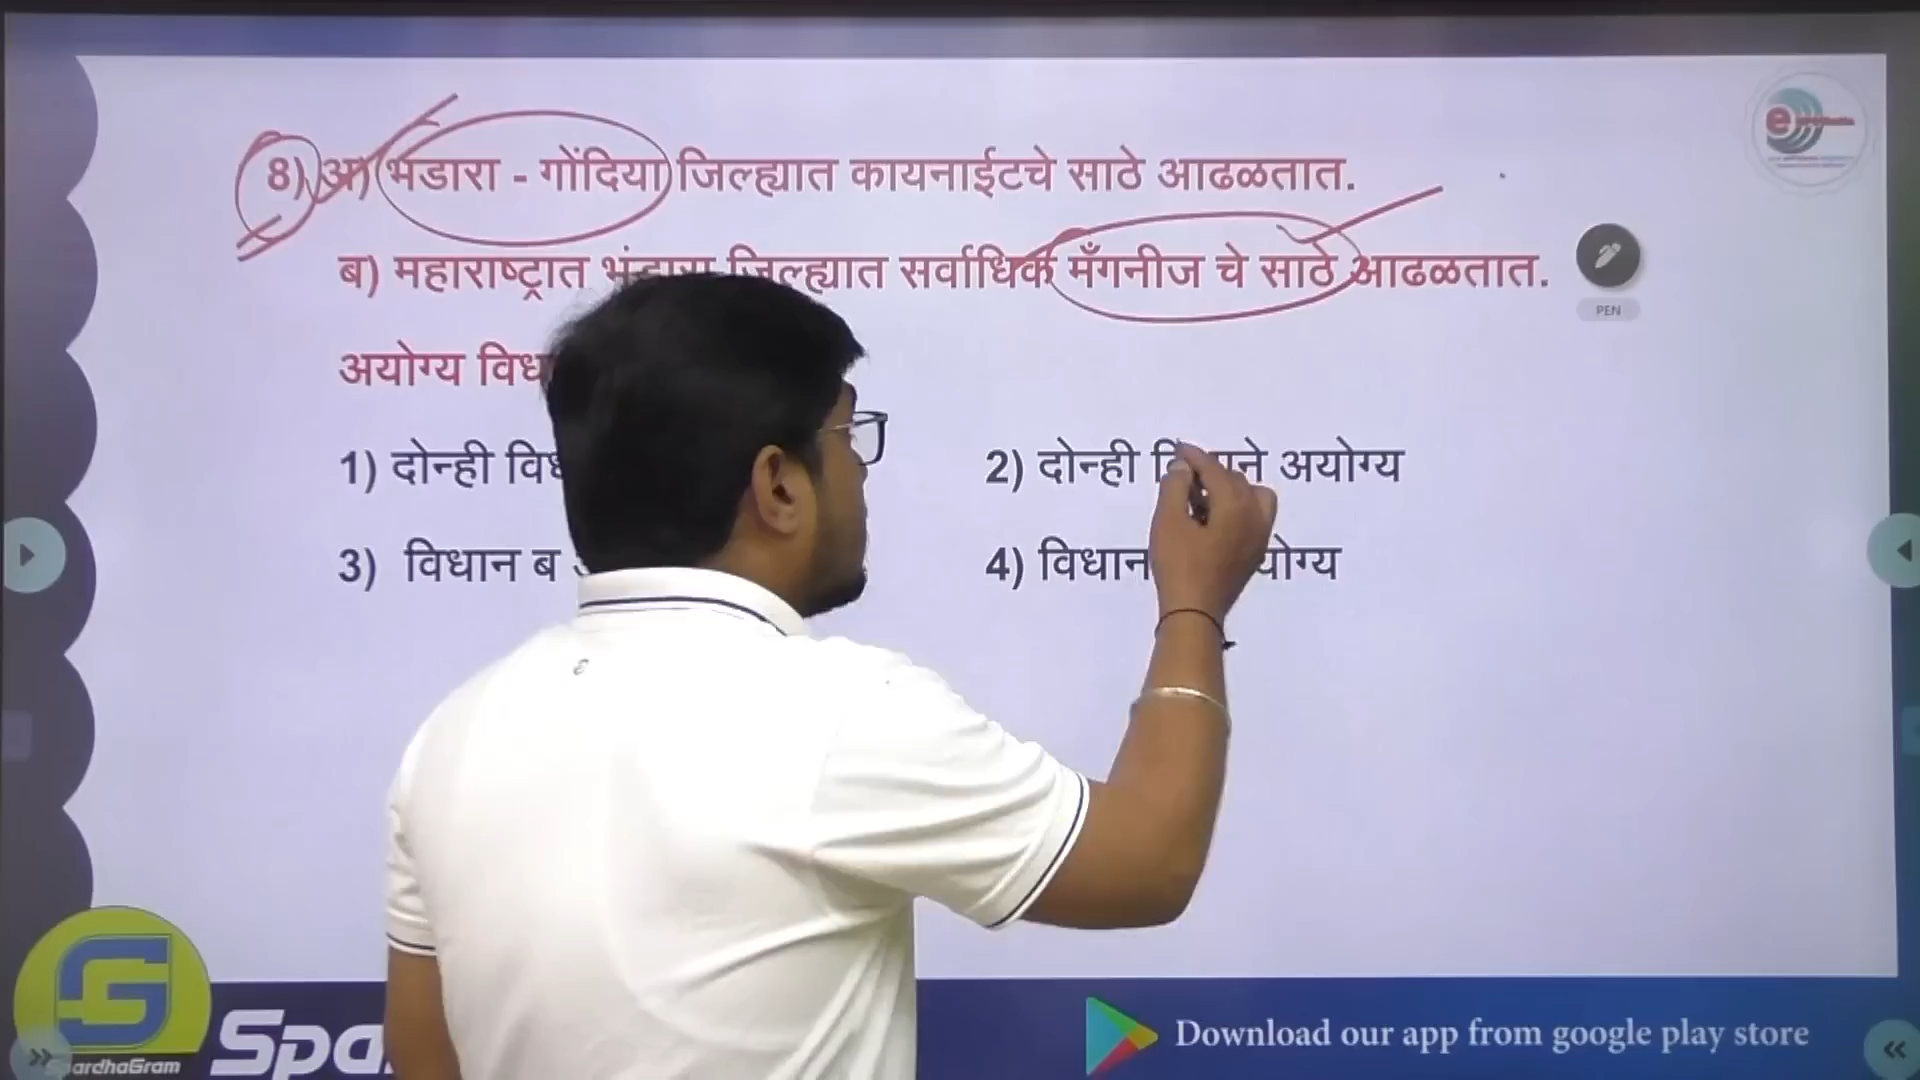 8) अ) भंडारा - गोंदिया जिल्ह्यात कायनाईटचे साठे आढळतात.
ब) महाराष्ट्रात भंडारा जिल्ह्यात सर्वाधिक मँगनीज चे साठे आढळतात.
PEN
अयोग्य
1) दोन्ही
2) दोन्ही अयोग्य
3) विधान ब
4) विधान
SpardhaGram
Download our app from google play store